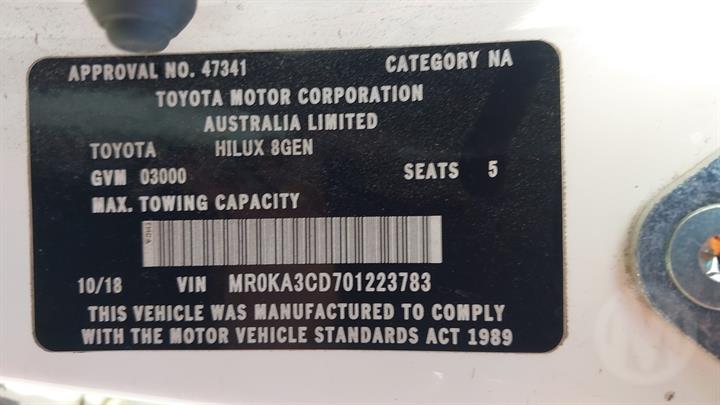 APPROVAL NO. 47341 CATEGORY NA
TOYOTA MOTOR CORPORATION
AUSTRALIA LIMITED
TOYOTA HILUX 8GEN
GVM 03000 SEATS 5
MAX. TOWING CAPACITY
10/18 VIN MR0KA3CD701223783
THIS VEHICLE WAS MANUFACTURED TO COMPLY
WITH THE MOTOR VEHICLE STANDARDS ACT 1989